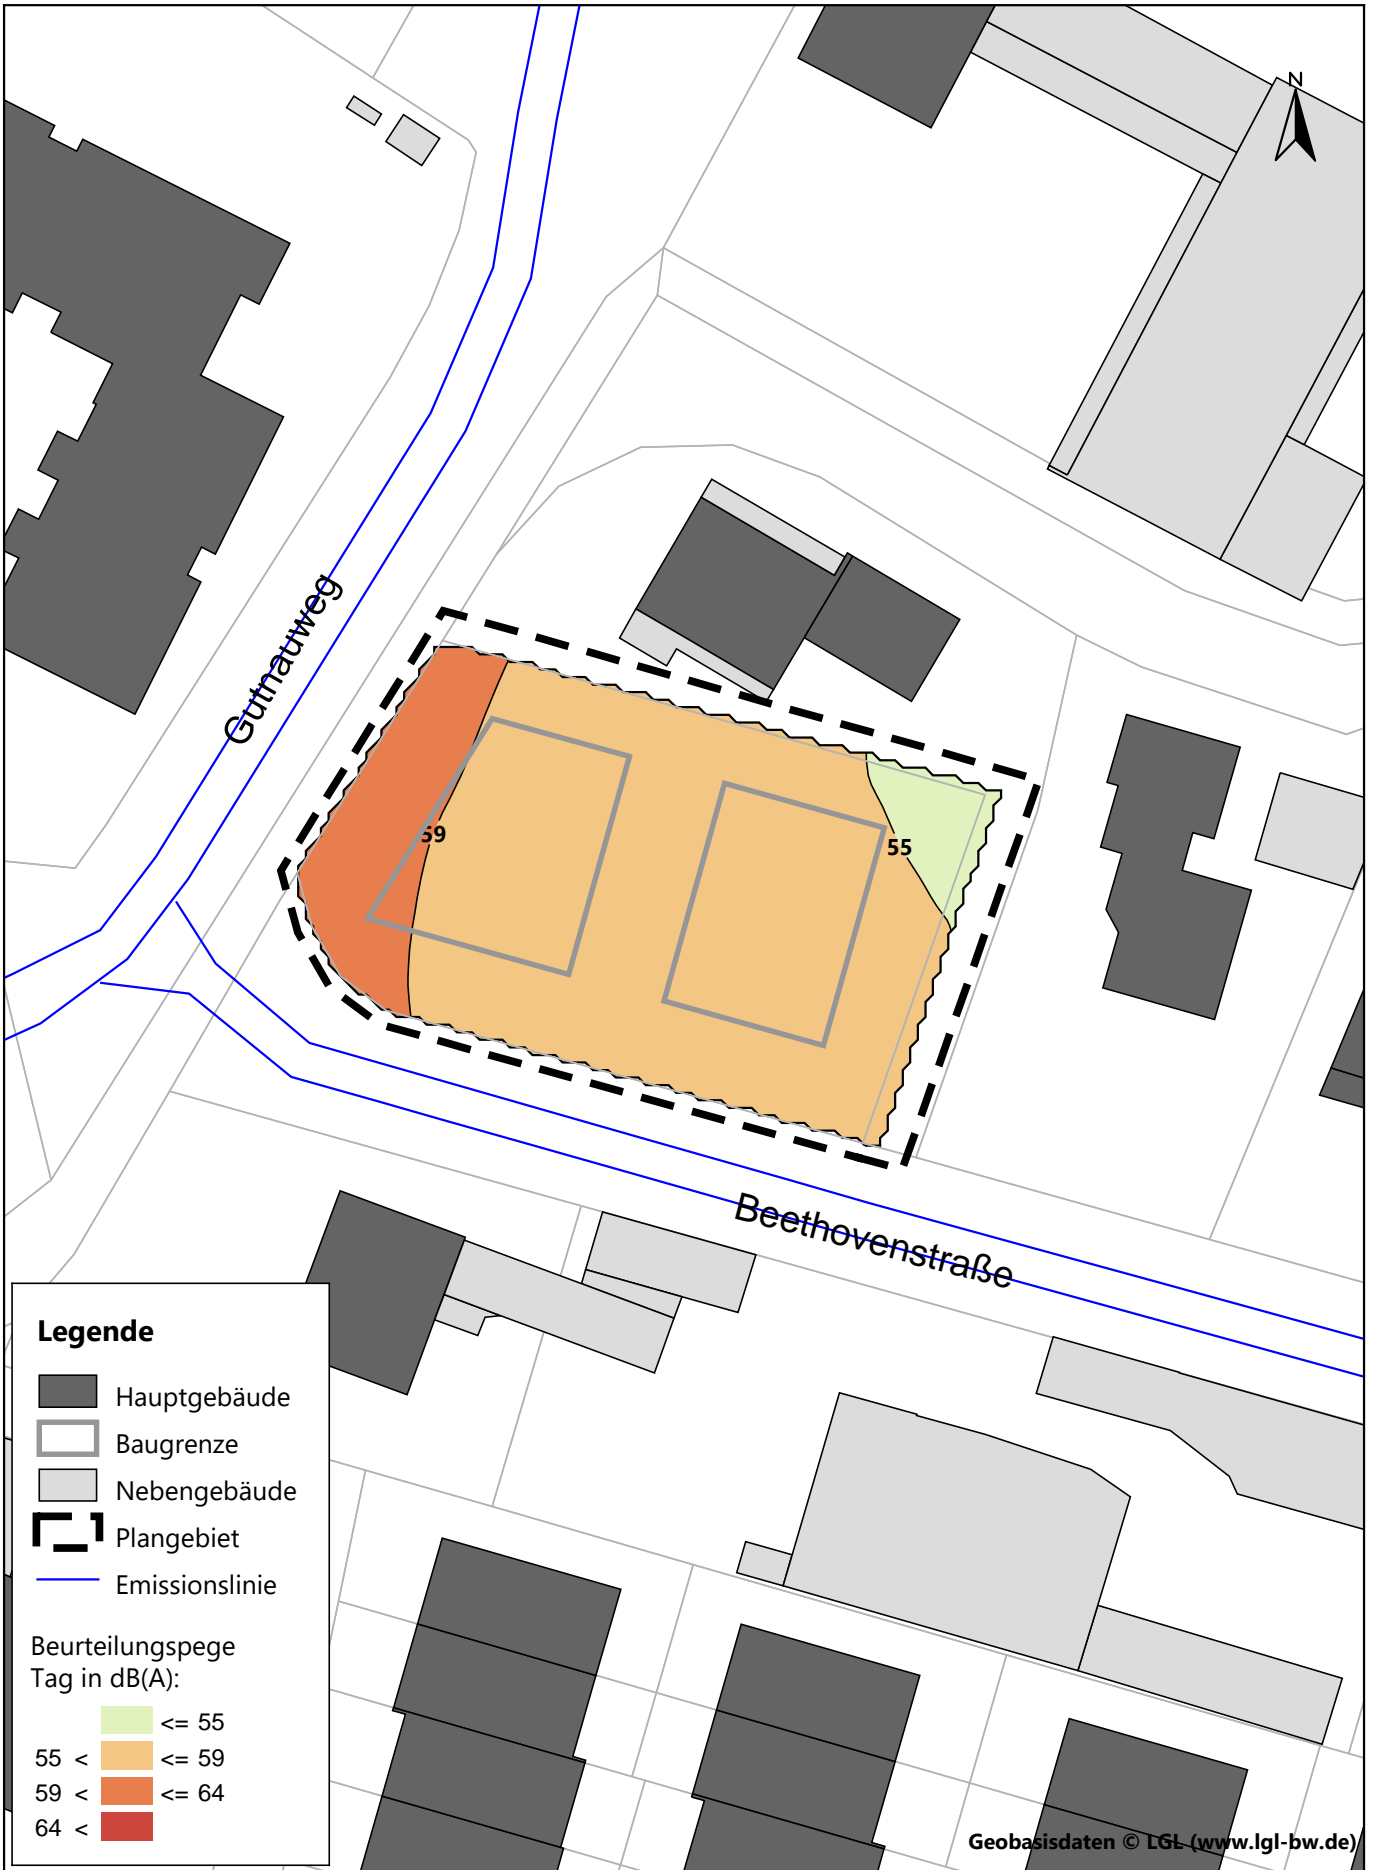 N
Gutnauweg
59
55
Beethovenstraße
Legende
Hauptgebäude
Baugrenze
Nebengebäude
Plangebiet
Emissionslinie
Beurteilungspege
Tag in dB(A):
<= 55
55 < <= 59
59 < <= 64
64 <
Geobasisdaten © LGL (www.lgl-bw.de)